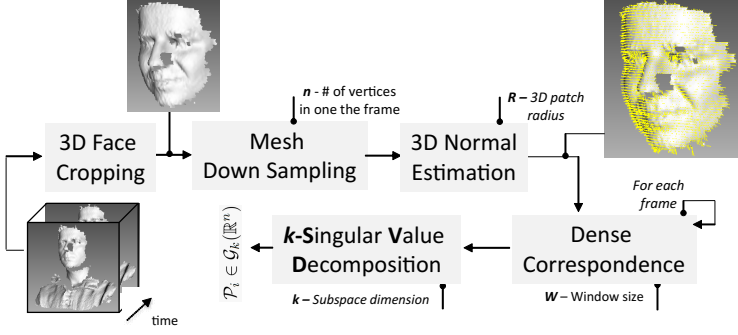 n - # of vertices
in one the frame
R – 3D patch
radius
3D Face
Cropping
Mesh
Down Sampling
3D Normal
Estimation
For each
frame
𝒫ᵢ ∈ 𝒢ₖ(ℝⁿ)
k-Singular Value
Decomposition
Dense
Correspondence
k – Subspace dimension
W – Window size
time